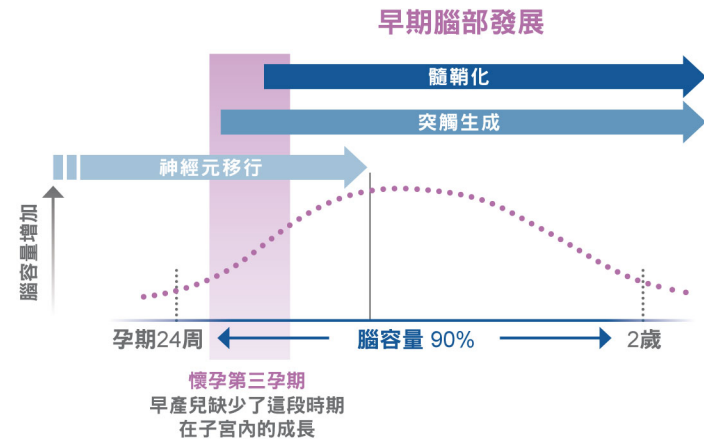 早期腦部發展
髓鞘化
突觸生成
神經元移行
腦容量增加
孕期24周
腦容量 90%
2歲
懷孕第三孕期
早產兒缺少了這段時期
在子宮內的成長